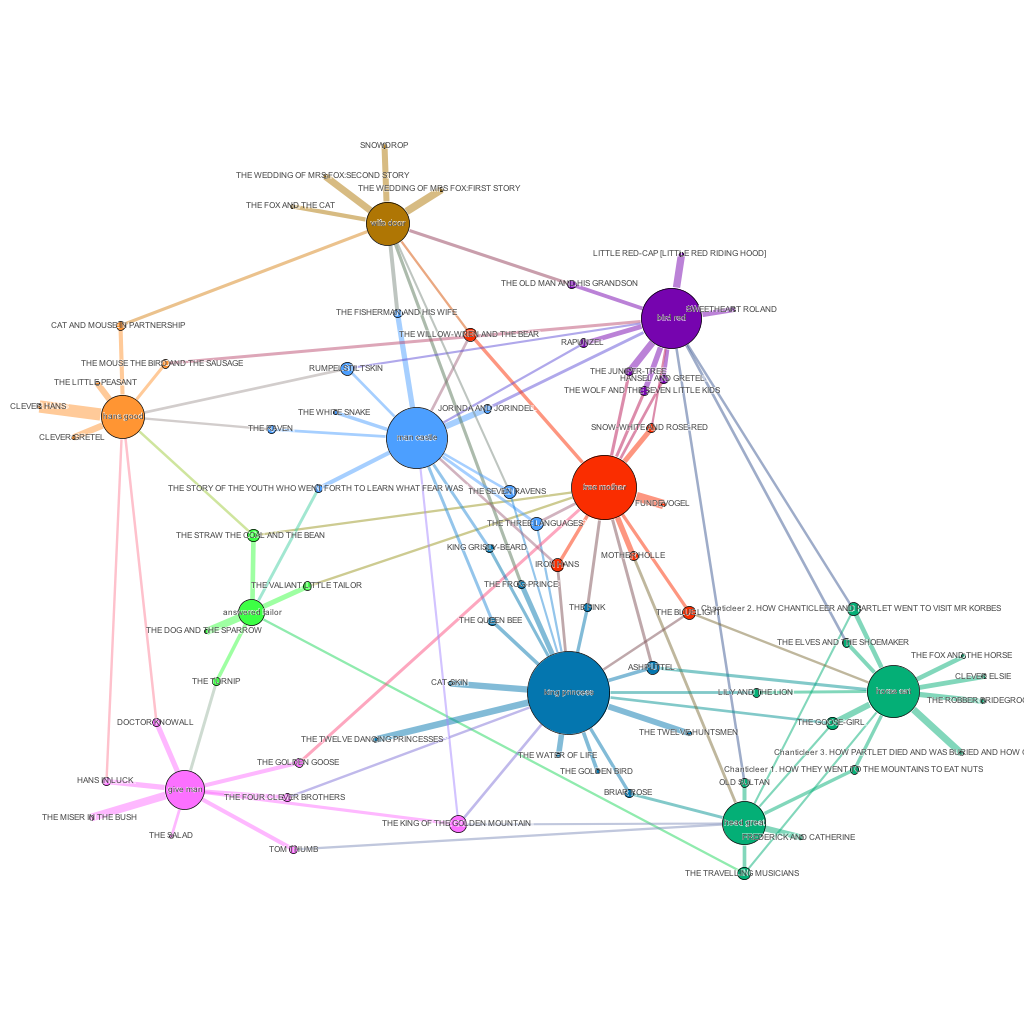 SNOWDROP
THE WEDDING OF MRS FOX:SECOND STORY
THE WEDDING OF MRS FOX:FIRST STORY
THE FOX AND THE CAT
wife door
LITTLE RED-CAP [LITTLE RED RIDING HOOD]
THE OLD MAN AND HIS GRANDSON
SWEETHEART ROLAND
THE FISHERMAN AND HIS WIFE
bird red
CAT AND MOUSE IN PARTNERSHIP
THE WILLOW-WREN AND THE BEAR
RAPUNZEL
THE MOUSE THE BIRD AND THE SAUSAGE
RUMPELSTILTSKIN
THE JUNIPER-TREE
HANSEL AND GRETEL
THE LITTLE PEASANT
THE WOLF AND THE SEVEN LITTLE KIDS
CLEVER HANS
THE WHITE SNAKE
JORINDA AND JORINDEL
hans good
THE RAVEN
SNOW-WHITE AND ROSE-RED
CLEVER GRETEL
castle
THE STORY OF THE YOUTH WHO WENT FORTH TO LEARN WHAT FEAR WAS
THE SEVEN RAVENS
tree mother
FUNDEVOGEL
THE THREE LANGUAGES
THE STRAW THE COAL AND THE BEAN
KING GRISLY-BEARD
MOTHER HOLLE
IRON HANS
THE VALIANT LITTLE TAILOR
THE FROG-PRINCE
THE PINK
answered tailor
THE BLUE LIGHT
Chanticleer 2. HOW CHANTICLEER AND PARTLET WENT TO VISIT MR KORBES
THE QUEEN BEE
THE DOG AND THE SPARROW
THE ELVES AND THE SHOEMAKER
THE FOX AND THE HORSE
ASHPUTTEL
CLEVER ELSIE
THE TURNIP
CAT-SKIN
king princess
LILY AND THE LION
THE ROBBER BRIDEGROO
DOCTOR KNOWALL
THE GOOSE-GIRL
THE TWELVE HUNTSMEN
THE TWELVE DANCING PRINCESSES
Chanticleer 3. HOW PARTLET DIED AND WAS BURIED AND HOW C
THE WATER OF LIFE
THE GOLDEN GOOSE
THE GOLDEN BIRD
Chanticleer 1. HOW THEY WENT TO THE MOUNTAINS TO EAT NUTS
HANS IN LUCK
OLD SULTAN
give man
BRIAR ROSE
THE FOUR CLEVER BROTHERS
THE MISER IN THE BUSH
THE KING OF THE GOLDEN MOUNTAIN
head great
THE SALAD
FREDERICK AND CATHERINE
TOM THUMB
THE TRAVELLING MUSICIANS